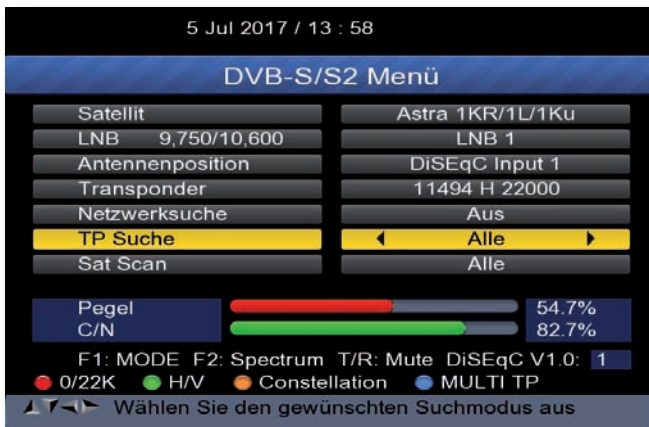 5 Jul 2017 / 13 : 58
DVB-S/S2 Menü
Satellit Astra 1KR/1L/1Ku
LNB 9,750/10,600 LNB 1
Antennenposition DiSEqC Input 1
Transponder 11494 H 22000
Netzwerksuche Aus
TP Suche Alle
Sat Scan Alle
Pegel 54.7%
C/N 82.7%
F1: MODE F2: Spectrum T/R: Mute DiSEqC V1.0: 1
0/22K H/V Constellation MULTI TP
Wählen Sie den gewünschten Suchmodus aus